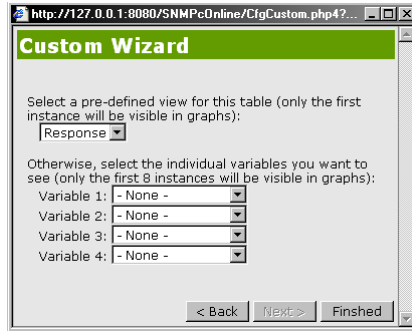 http://127.0.0.1:8080/SNMPcOnline/CfgCustom.php4?...
Custom Wizard
Select a pre-defined view for this table (only the first
instance will be visible in graphs):
Response
Otherwise, select the individual variables you want to
see (only the first 8 instances will be visible in graphs):
Variable 1: - None -
Variable 2: - None -
Variable 3: - None -
Variable 4: - None -
< Back Next > Finshed